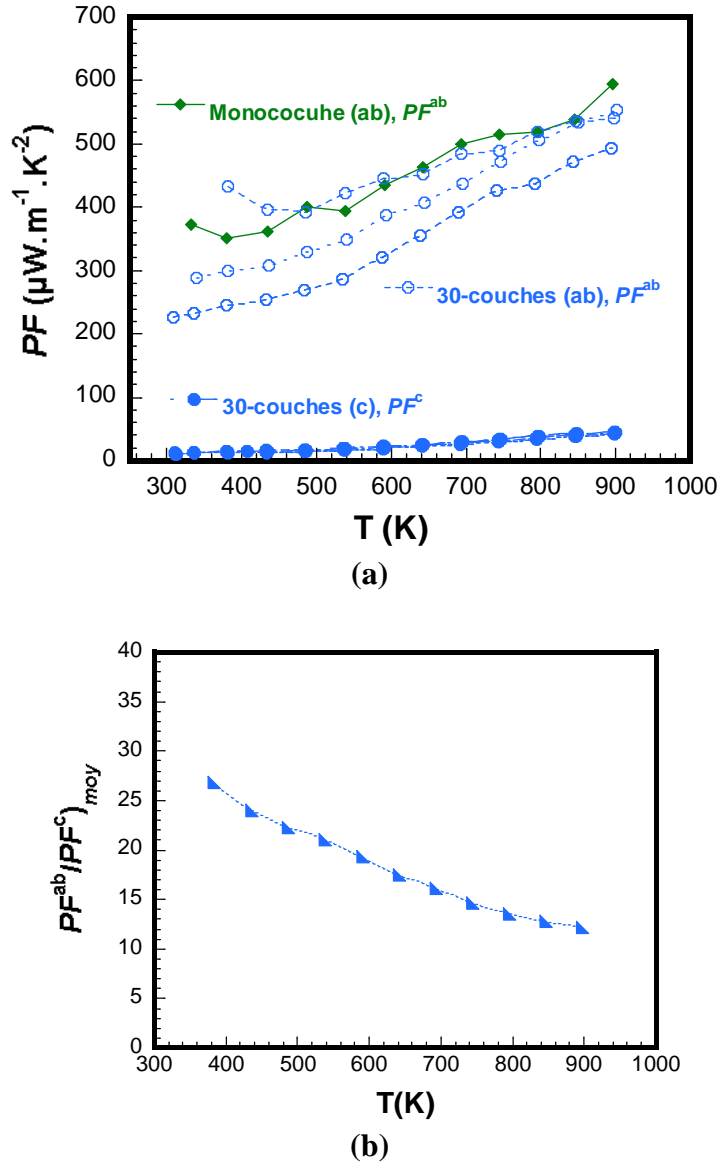 700
600
500
400
300
200
100
0
PF (µW.m⁻¹.K⁻²)
Monococuhe (ab), PFᵃᵇ
30-couches (ab), PFᵃᵇ
30-couches (c), PFᶜ
300 400 500 600 700 800 900 1000
T (K)
(a)
40
35
30
25
20
15
10
5
0
PFᵃᵇ/PFᶜ)moy
300 400 500 600 700 800 900 1000
T(K)
(b)